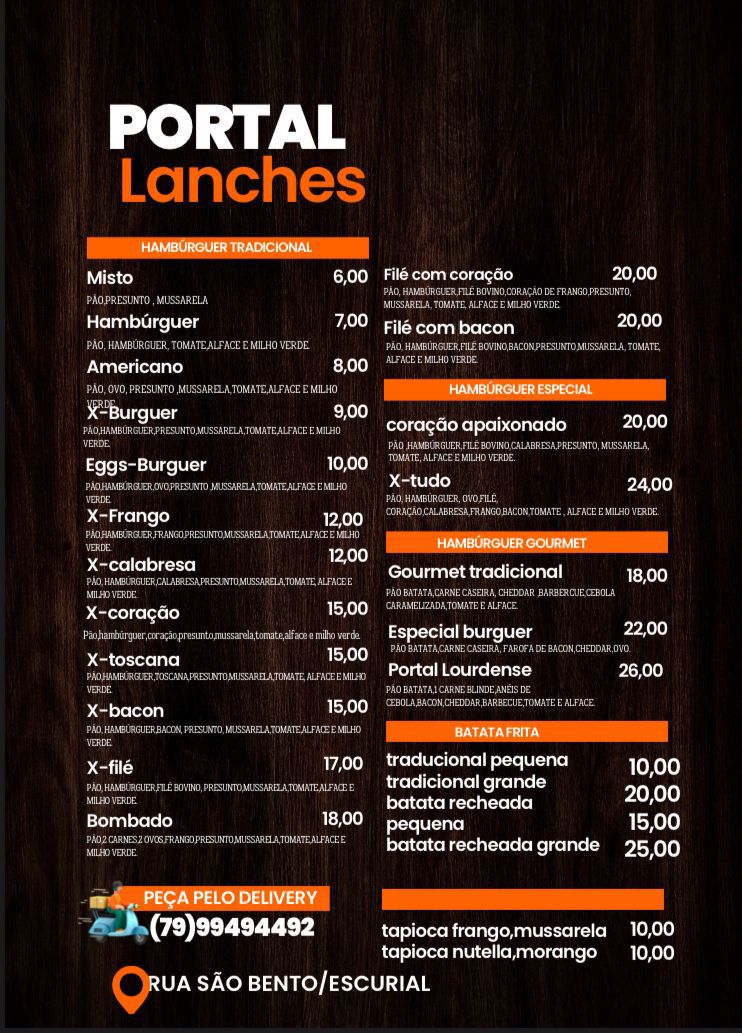 PORTAL
Lanches
HAMBÚRGUER TRADICIONAL
Misto 6,00
PÃO,PRESUNTO , MUSSARELA
Hambúrguer 7,00
PÃO, HAMBÚRGUER, TOMATE,ALFACE E MILHO VERDE.
Americano 8,00
PÃO, OVO, PRESUNTO ,MUSSARELA,TOMATE,ALFACE E MILHO
VERDE.
X-Burguer 9,00
PÃO,HAMBÚRGUER,PRESUNTO,MUSSARELA,TOMATE,ALFACE E MILHO
VERDE.
Eggs-Burguer 10,00
PÃO,HAMBÚRGUER,OVO,PRESUNTO ,MUSSARELA,TOMATE,ALFACE E MILHO
VERDE.
X-Frango 12,00
PÃO,HAMBÚRGUER,FRANGO,PRESUNTO,MUSSARELA,TOMATE,ALFACE E MILHO
VERDE.
X-calabresa 12,00
PÃO, HAMBÚRGUER,CALABRESA,PRESUNTO,MUSSARELA,TOMATE, ALFACE E
MILHO VERDE.
X-coração 15,00
Pão,hambúrguer,coração,presunto,mussarela,tomate,alface e milho verde.
X-toscana 15,00
PÃO,HAMBÚRGUER,TOSCANA,PRESUNTO,MUSSARELA,TOMATE, ALFACE E MILHO
VERDE.
X-bacon 15,00
PÃO, HAMBÚRGUER,BACON, PRESUNTO, MUSSARELA,TOMATE,ALFACE E MILHO
VERDE.
X-filé 17,00
PÃO, HAMBÚRGUER,FILÉ BOVINO, PRESUNTO,MUSSARELA,TOMATE,ALFACE E
MILHO VERDE.
Bombado 18,00
PÃO,2 CARNES,2 OVOS,FRANGO,PRESUNTO,MUSSARELA,TOMATE,ALFACE E
MILHO VERDE.
Filé com coração 20,00
PÃO, HAMBÚRGUER,FILÉ BOVINO,CORAÇÃO DE FRANGO,PRESUNTO,
MUSSARELA, TOMATE, ALFACE E MILHO VERDE.
Filé com bacon 20,00
PÃO, HAMBÚRGUER,FILÉ BOVINO,BACON,PRESUNTO,MUSSARELA, TOMATE,
ALFACE E MILHO VERDE.
HAMBÚRGUER ESPECIAL
coração apaixonado 20,00
PÃO ,HAMBÚRGUER,FILÉ BOVINO,CALABRESA,PRESUNTO, MUSSARELA,
TOMATE, ALFACE E MILHO VERDE.
X-tudo 24,00
PÃO, HAMBÚRGUER, OVO,FILÉ,
CORAÇÃO,CALABRESA,FRANGO,BACON,TOMATE , ALFACE E MILHO VERDE.
HAMBÚRGUER GOURMET
Gourmet tradicional 18,00
PÃO BATATA,CARNE CASEIRA, CHEDDAR ,BARBERCUE,CEBOLA
CARAMELIZADA,TOMATE E ALFACE.
Especial burguer 22,00
PÃO BATATA,CARNE CASEIRA, FAROFA DE BACON,CHEDDAR,OVO.
Portal Lourdense 26,00
PÃO BATATA,1 CARNE BLINDE,ANÉIS DE
CEBOLA,BACON,CHEDDAR,BARBECUE,TOMATE E ALFACE.
BATATA FRITA
traducional pequena 10,00
tradicional grande 20,00
batata recheada
pequena 15,00
batata recheada grande 25,00
tapioca frango,mussarela 10,00
tapioca nutella,morango 10,00
PEÇA PELO DELIVERY
(79)99494492
RUA SÃO BENTO/ESCURIAL